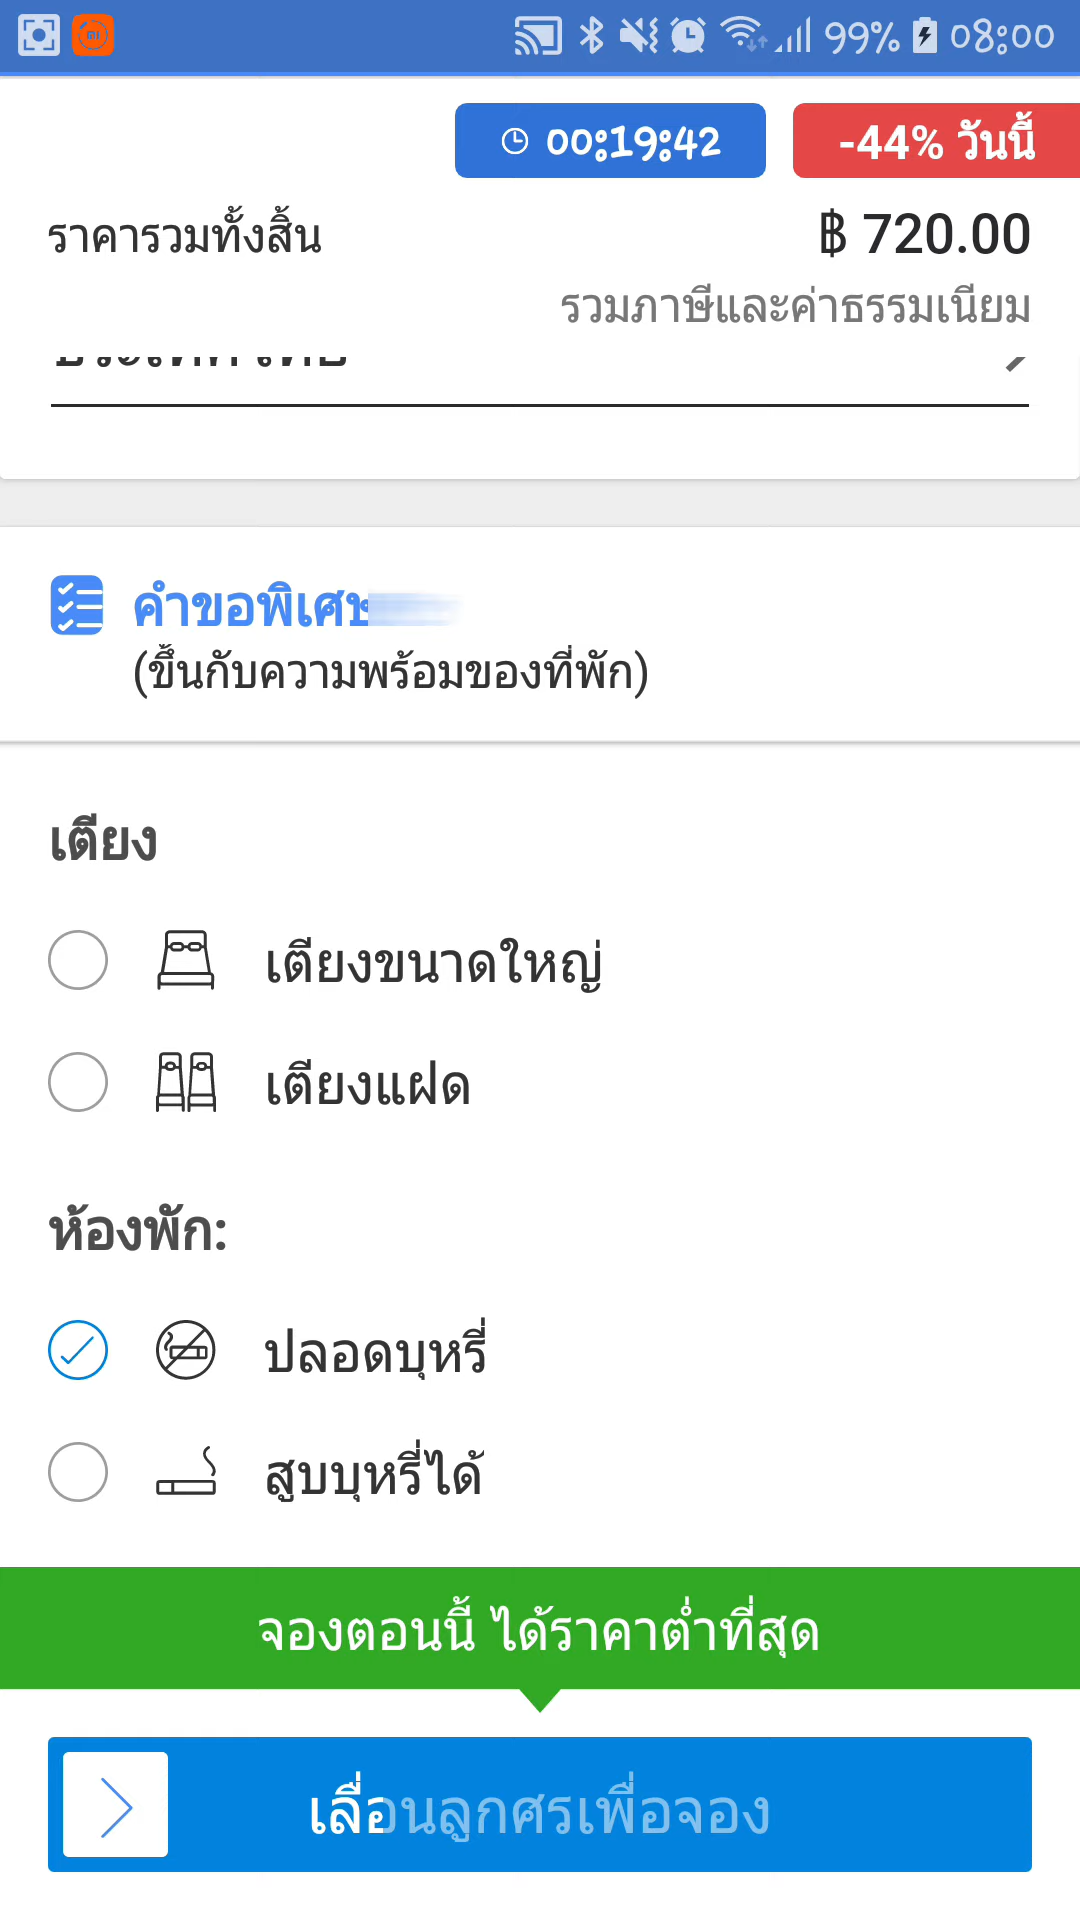 99% 08:00
00:19:42
-44% วันนี้
ราคารวมทั้งสิ้น
฿ 720.00
รวมภาษีและค่าธรรมเนียม
คำขอพิเศษ
(ขึ้นกับความพร้อมของที่พัก)
เตียง
เตียงขนาดใหญ่
เตียงแฝด
ห้องพัก:
ปลอดบุหรี่
สูบบุหรี่ได้
จองตอนนี้ ได้ราคาต่ำที่สุด
เลื่อนลูกศรเพื่อจอง